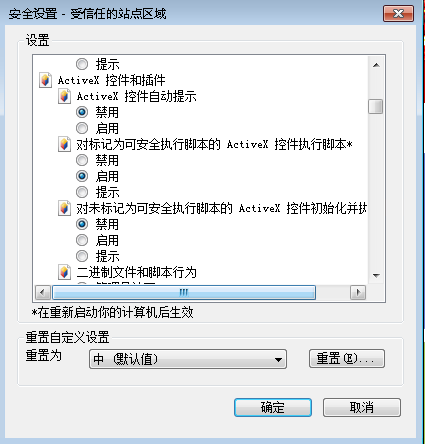 安全设置 - 受信任的站点区域
设置
提示
ActiveX 控件和插件
ActiveX 控件自动提示
禁用
启用
对标记为可安全执行脚本的 ActiveX 控件执行脚本*
禁用
启用
提示
对未标记为可安全执行脚本的 ActiveX 控件初始化并执
禁用
启用
提示
二进制文件和脚本行为
*在重新启动你的计算机后生效
重置自定义设置
重置为
中 (默认值)
重置(E)...
确定
取消